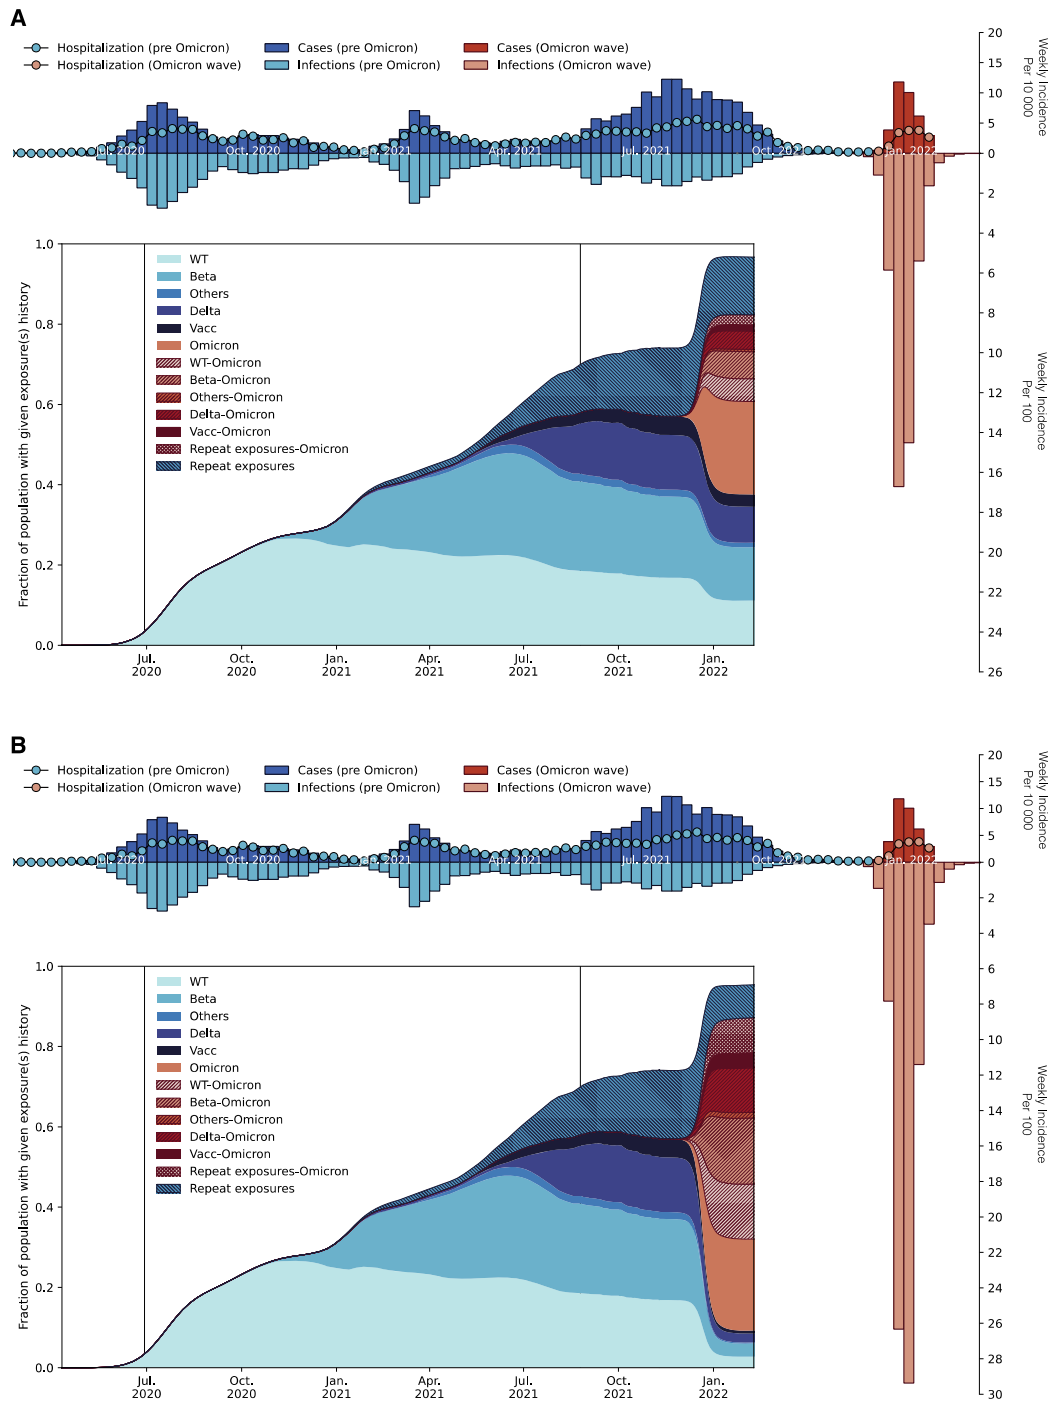 A
Hospitalization (pre Omicron)
Hospitalization (Omicron wave)
Cases (pre Omicron)
Infections (pre Omicron)
Cases (Omicron wave)
Infections (Omicron wave)
20
15
10
5
0
2
4
6
8
10
12
14
16
18
20
22
24
26
Weekly Incidence
Per 10 000
Weekly Incidence
Per 100
Jul. 2020
Oct. 2020
Jan. 2021
Apr. 2021
Jul. 2021
Oct. 2021
Jan. 2022
Fraction of population with given exposure(s) history
1.0
0.8
0.6
0.4
0.2
0.0
WT
Beta
Others
Delta
Vacc
Omicron
WT-Omicron
Beta-Omicron
Others-Omicron
Delta-Omicron
Vacc-Omicron
Repeat exposures-Omicron
Repeat exposures
Jul.
2020
Oct.
2020
Jan.
2021
Apr.
2021
Jul.
2021
Oct.
2021
Jan.
2022
B
Hospitalization (pre Omicron)
Hospitalization (Omicron wave)
Cases (pre Omicron)
Infections (pre Omicron)
Cases (Omicron wave)
Infections (Omicron wave)
20
15
10
5
0
2
4
6
8
10
12
14
16
18
20
22
24
26
28
30
Weekly Incidence
Per 10 000
Weekly Incidence
Per 100
Jul. 2020
Oct. 2020
Jan. 2021
Apr. 2021
Jul. 2021
Oct. 2021
Jan. 2022
Fraction of population with given exposure(s) history
1.0
0.8
0.6
0.4
0.2
0.0
WT
Beta
Others
Delta
Vacc
Omicron
WT-Omicron
Beta-Omicron
Others-Omicron
Delta-Omicron
Vacc-Omicron
Repeat exposures-Omicron
Repeat exposures
Jul.
2020
Oct.
2020
Jan.
2021
Apr.
2021
Jul.
2021
Oct.
2021
Jan.
2022